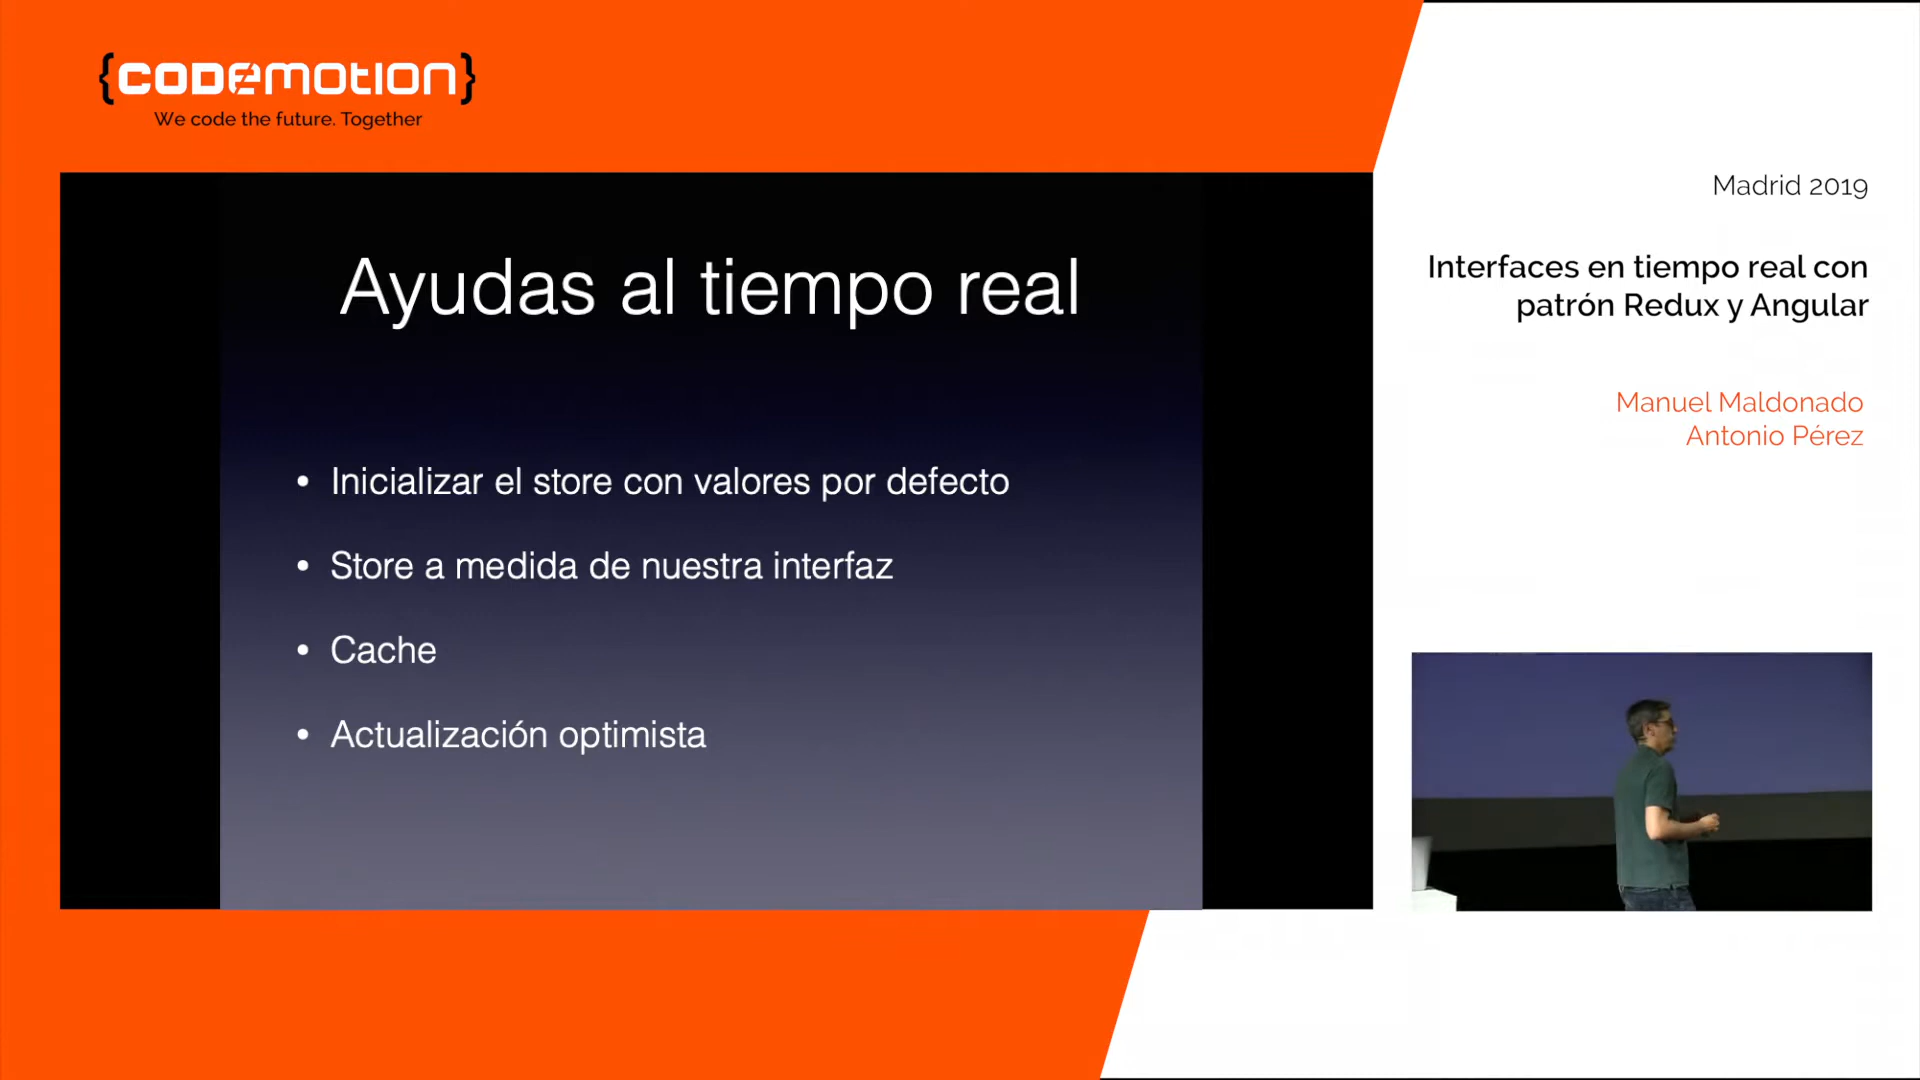 {CODEMOTION}
We code the future. Together
Madrid 2019
Interfaces en tiempo real con
patrón Redux y Angular
Manuel Maldonado
Antonio Pérez
Ayudas al tiempo real
• Inicializar el store con valores por defecto
• Store a medida de nuestra interfaz
• Cache
• Actualización optimista